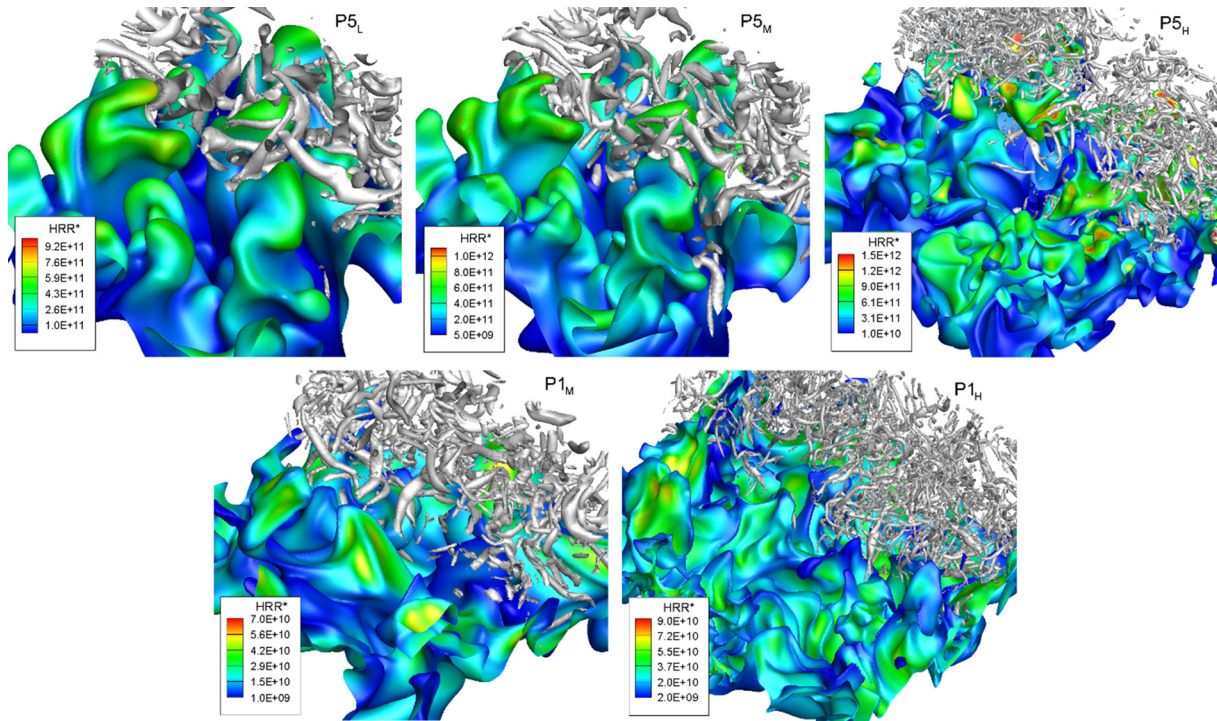 P5L
HRR*
9.2E+11
7.6E+11
5.9E+11
4.3E+11
2.6E+11
1.0E+11
P5M
HRR*
1.0E+12
8.0E+11
6.0E+11
4.0E+11
2.0E+11
5.0E+09
P5H
HRR*
1.5E+12
1.2E+12
9.0E+11
6.1E+11
3.1E+11
1.0E+10
P1M
HRR*
7.0E+10
5.6E+10
4.2E+10
2.9E+10
1.5E+10
1.0E+09
P1H
HRR*
9.0E+10
7.2E+10
5.5E+10
3.7E+10
2.0E+10
2.0E+09